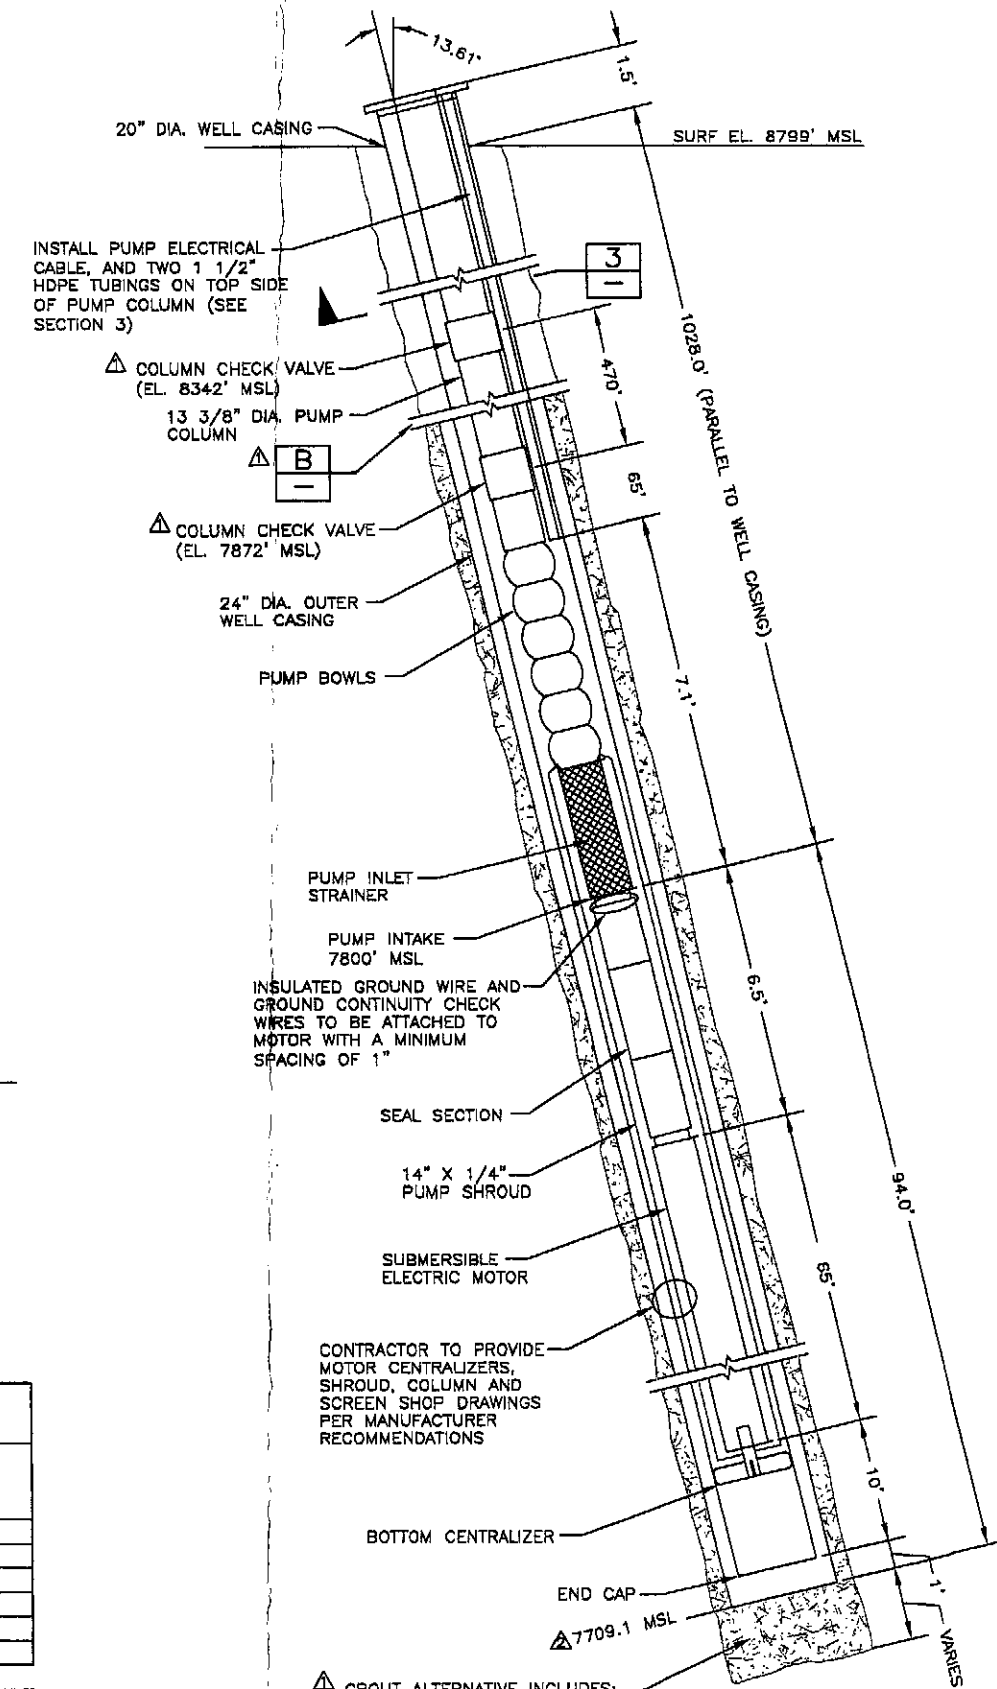 13.61°
1.5'
20" DIA. WELL CASING
SURF EL. 8799' MSL
INSTALL PUMP ELECTRICAL
CABLE, AND TWO 1 1/2"
HDPE TUBINGS ON TOP SIDE
OF PUMP COLUMN (SEE
SECTION 3)
3
–
1028.0' (PARALLEL TO WELL CASING)
1 COLUMN CHECK VALVE
(EL. 8342' MSL)
470'
13 3/8" DIA. PUMP
COLUMN
1 B
–
65'
1 COLUMN CHECK VALVE
(EL. 7872' MSL)
24" DIA. OUTER
WELL CASING
PUMP BOWLS
7.1'
PUMP INLET
STRAINER
PUMP INTAKE
7800' MSL
INSULATED GROUND WIRE AND
GROUND CONTINUITY CHECK
WIRES TO BE ATTACHED TO
MOTOR WITH A MINIMUM
SPACING OF 1"
6.5'
SEAL SECTION
14" X 1/4"
PUMP SHROUD
94.0'
SUBMERSIBLE
ELECTRIC MOTOR
65'
CONTRACTOR TO PROVIDE
MOTOR CENTRALIZERS,
SHROUD, COLUMN AND
SCREEN SHOP DRAWINGS
PER MANUFACTURER
RECOMMENDATIONS
10'
BOTTOM CENTRALIZER
END CAP
1'
2 7709.1 MSL
VARIES
1 GROUT ALTERNATIVE INCLUDES: